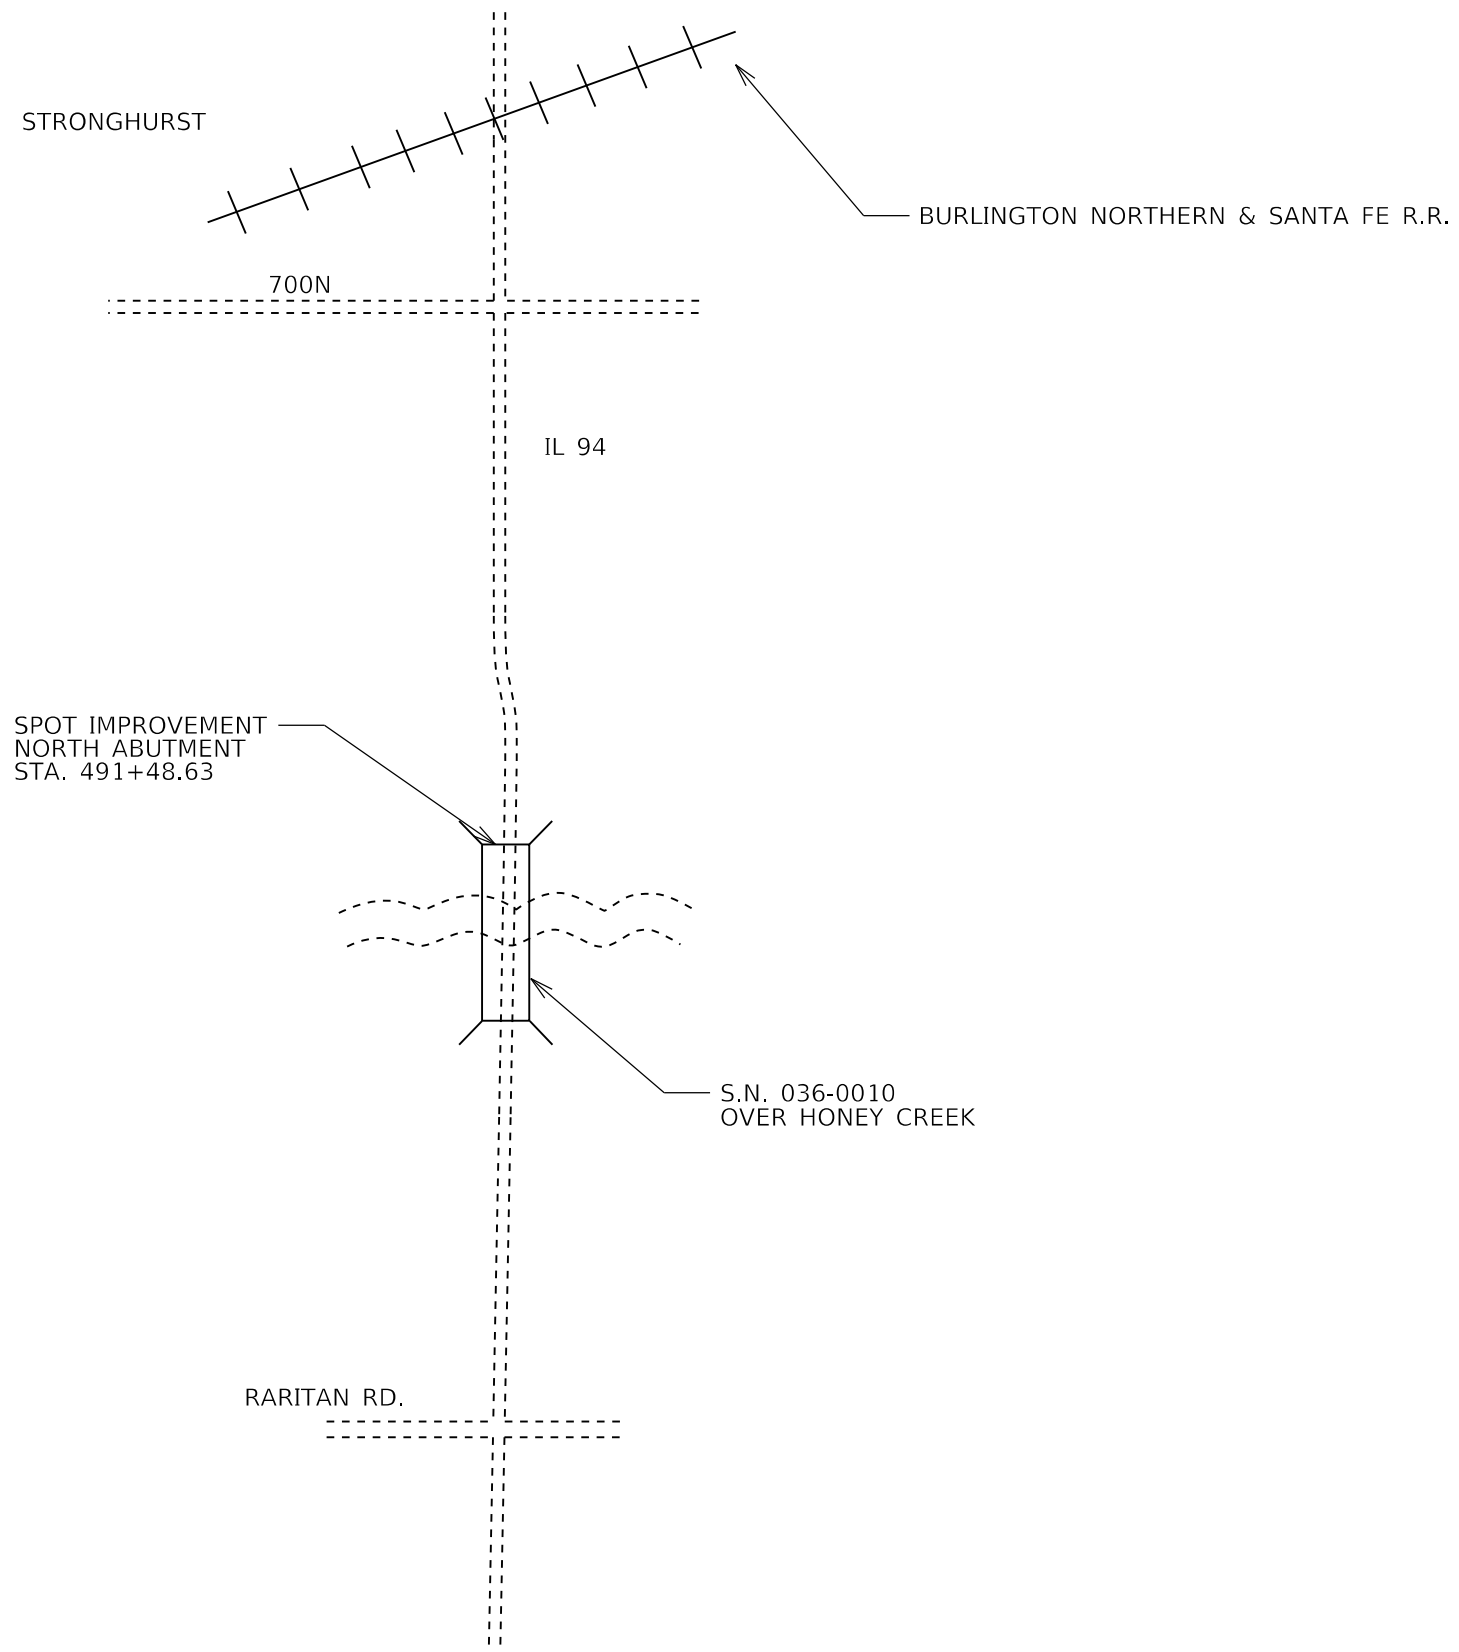 STRONGHURST
BURLINGTON NORTHERN & SANTA FE R.R.
700N
IL 94
SPOT IMPROVEMENT
NORTH ABUTMENT
STA. 491+48.63
S.N. 036-0010
OVER HONEY CREEK
RARITAN RD.